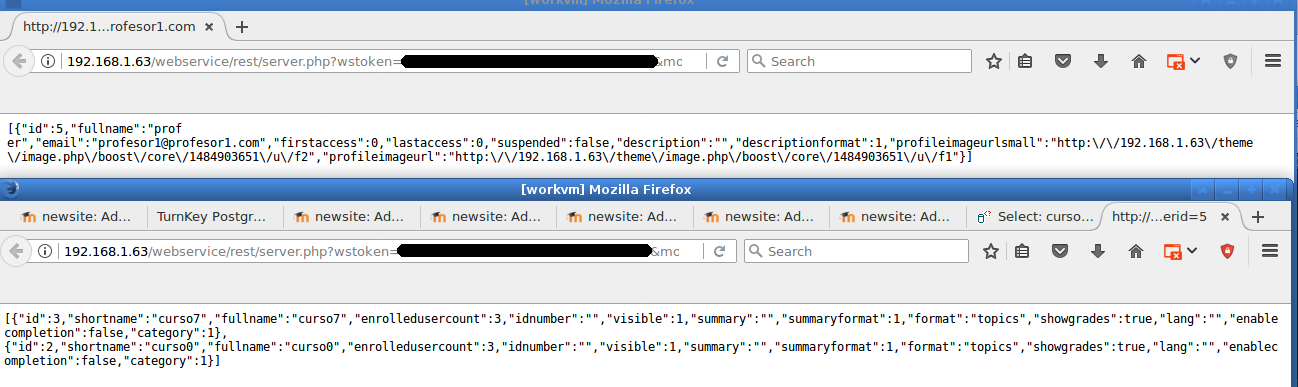 [workvm] Mozilla Firefox
http://192.1...rofesor1.com
192.168.1.63/webservice/rest/server.php?wstoken= &mo
Search
[{"id":5,"fullname":"prof
er","email":"profesor1@profesor1.com","firstaccess":0,"lastaccess":0,"suspended":false,"description":"","descriptionformat":1,"profileimageurlsmall":"http:\/\/192.168.1.63\/theme
\/image.php\/boost\/core\/1484903651\/u\/f2","profileimageurl":"http:\/\/192.168.1.63\/theme\/image.php\/boost\/core\/1484903651\/u\/f1"}]
[workvm] Mozilla Firefox
newsite: Ad... TurnKey Postgr... newsite: Ad... newsite: Ad... newsite: Ad... newsite: Ad... newsite: Ad... Select: curso... http://...erid=5
192.168.1.63/webservice/rest/server.php?wstoken= &mo
Search
[{"id":3,"shortname":"curso7","fullname":"curso7","enrolledusercount":3,"idnumber":"","visible":1,"summary":"","summaryformat":1,"format":"topics","showgrades":true,"lang":"","enable
completion":false,"category":1},
{"id":2,"shortname":"curso0","fullname":"curso0","enrolledusercount":3,"idnumber":"","visible":1,"summary":"","summaryformat":1,"format":"topics","showgrades":true,"lang":"","enablec
ompletion":false,"category":1}]